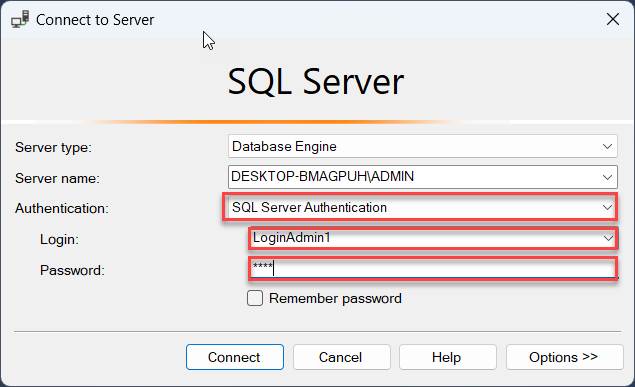 Connect to Server
SQL Server
Server type: Database Engine
Server name: DESKTOP-BMAGPUH\ADMIN
Authentication: SQL Server Authentication
Login: LoginAdmin1
Password: ****
Remember password
Connect Cancel Help Options >>